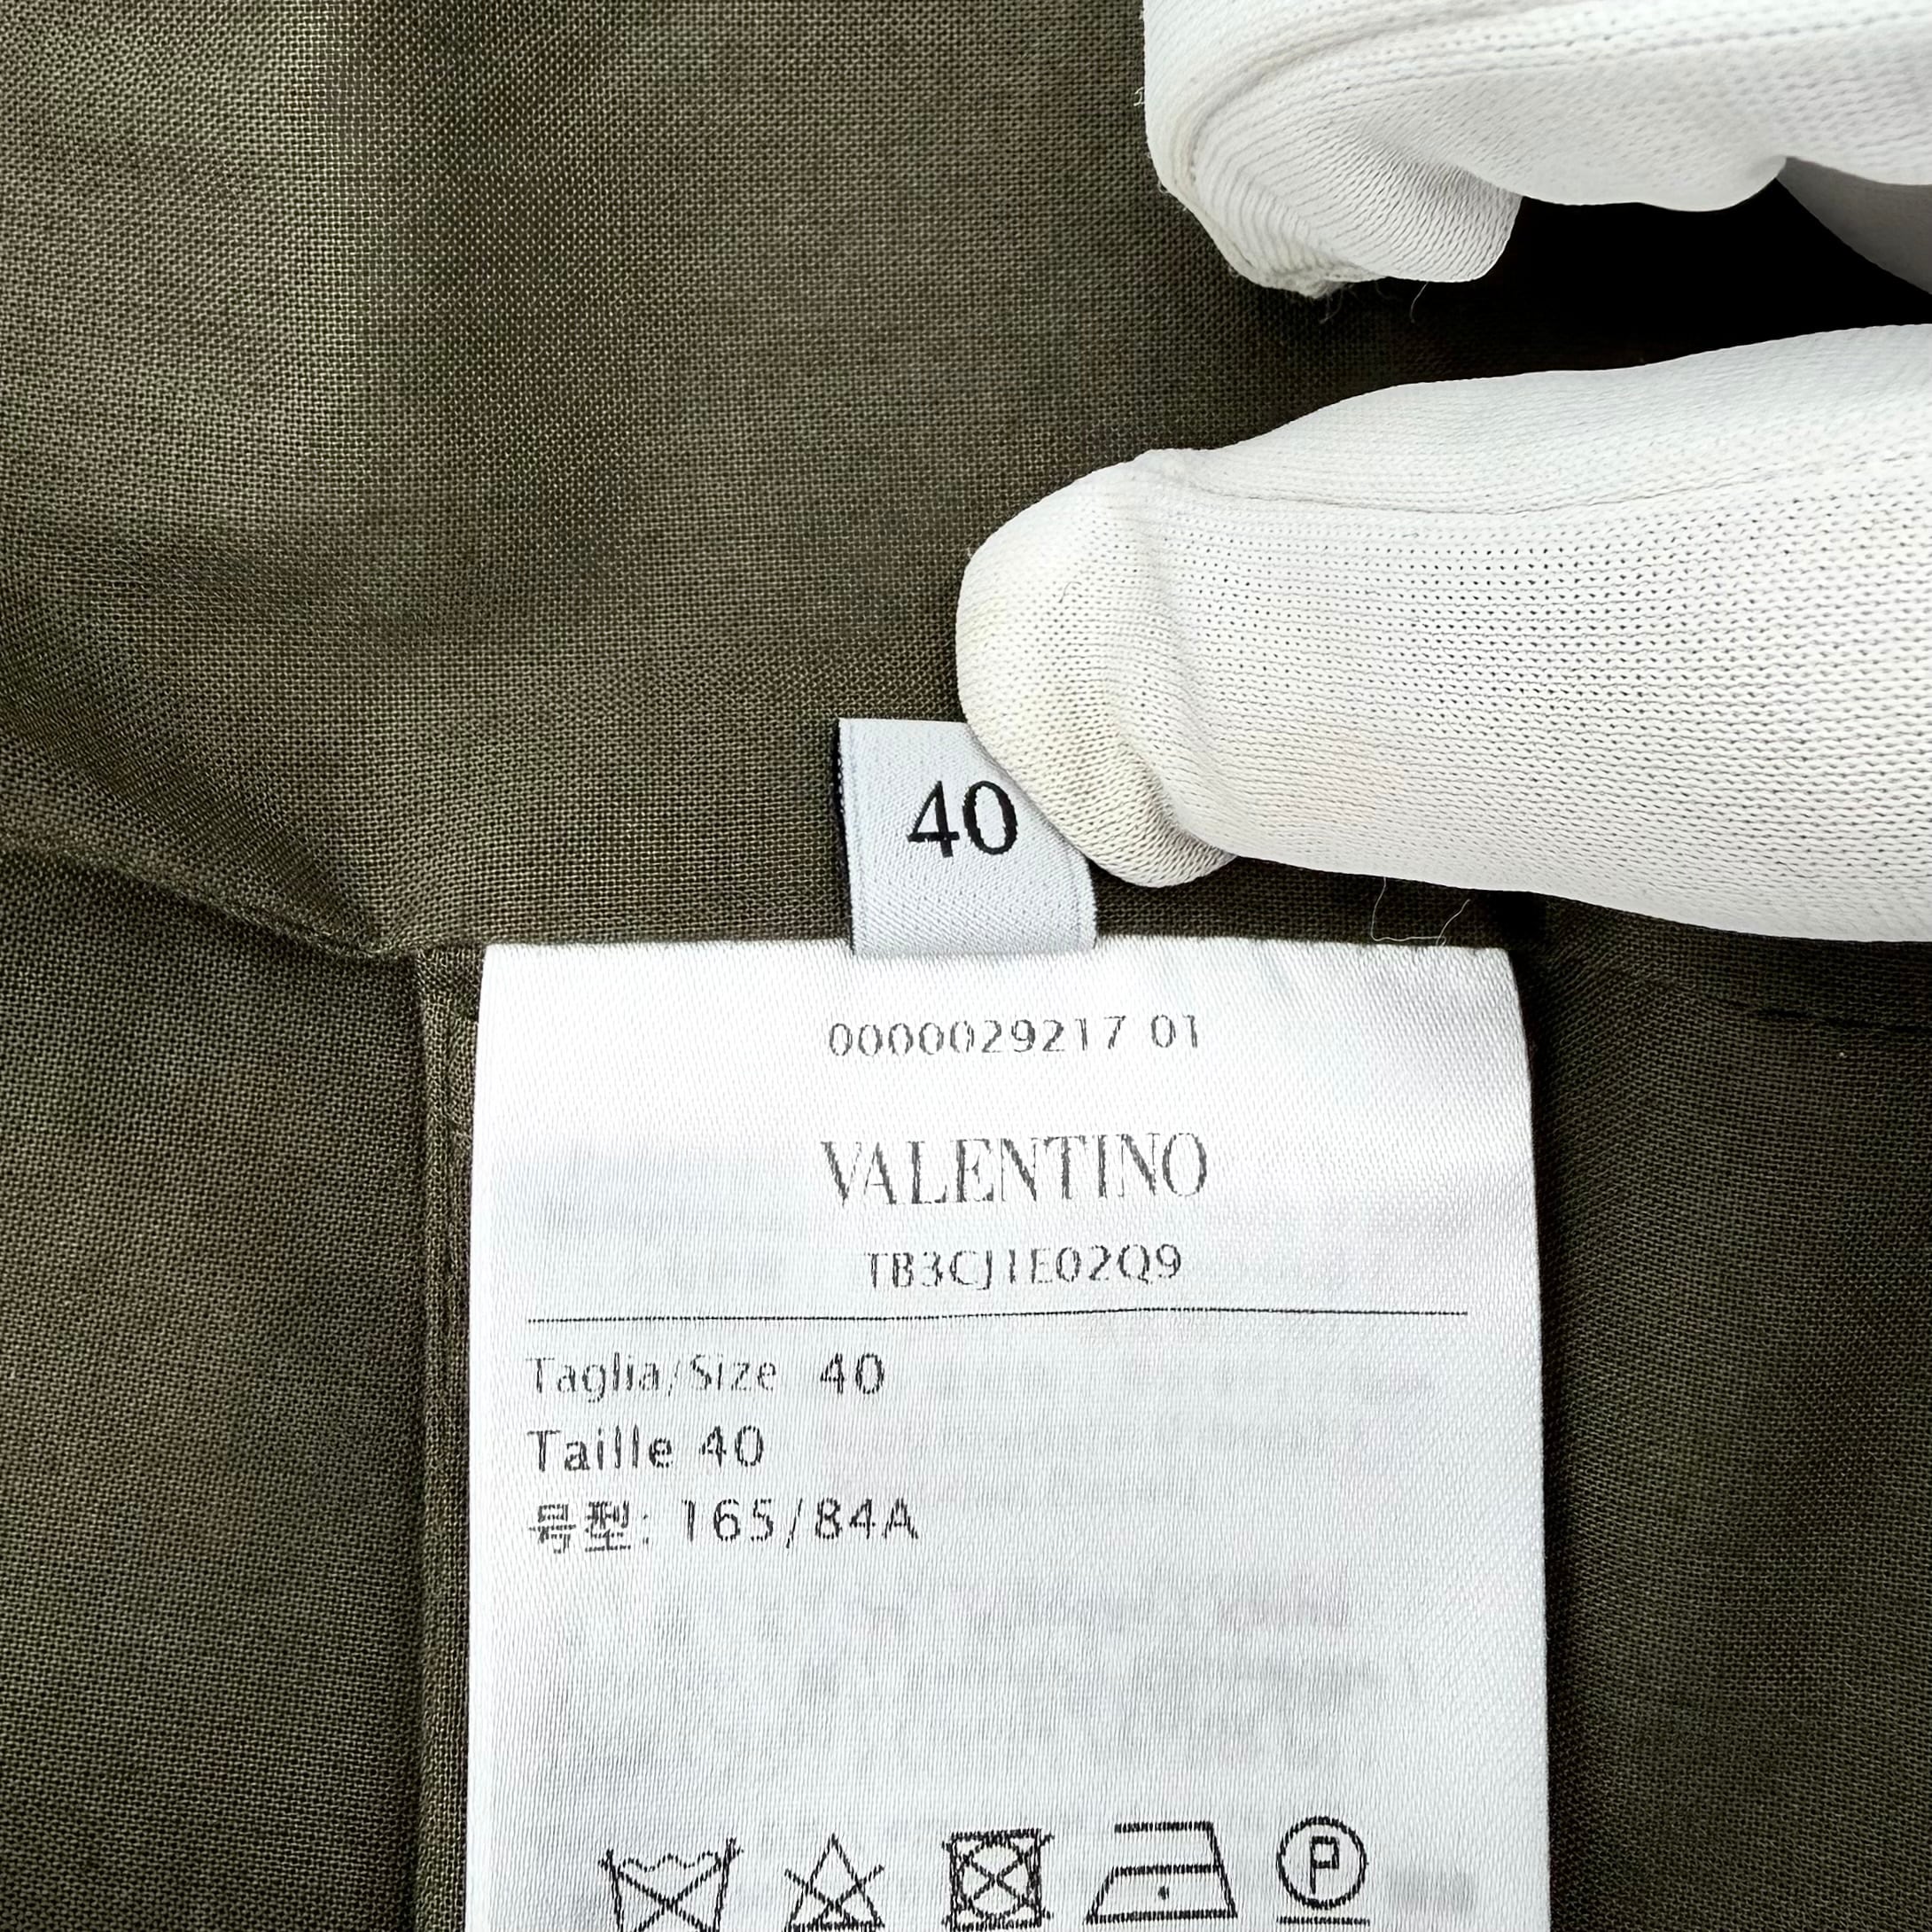 40
0000029217 01
VALENTINO
TB3CJ1E02Q9
Taglia/Size 40
Taille 40
号型: 165/84A
P